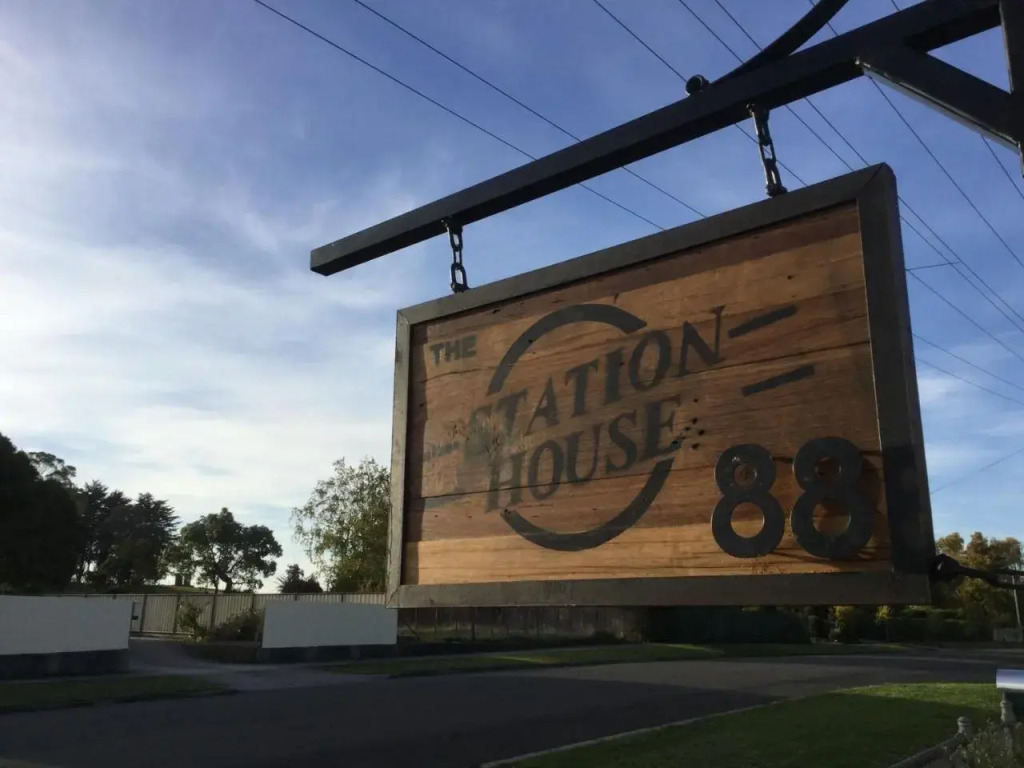 THE
STATION
HOUSE
88